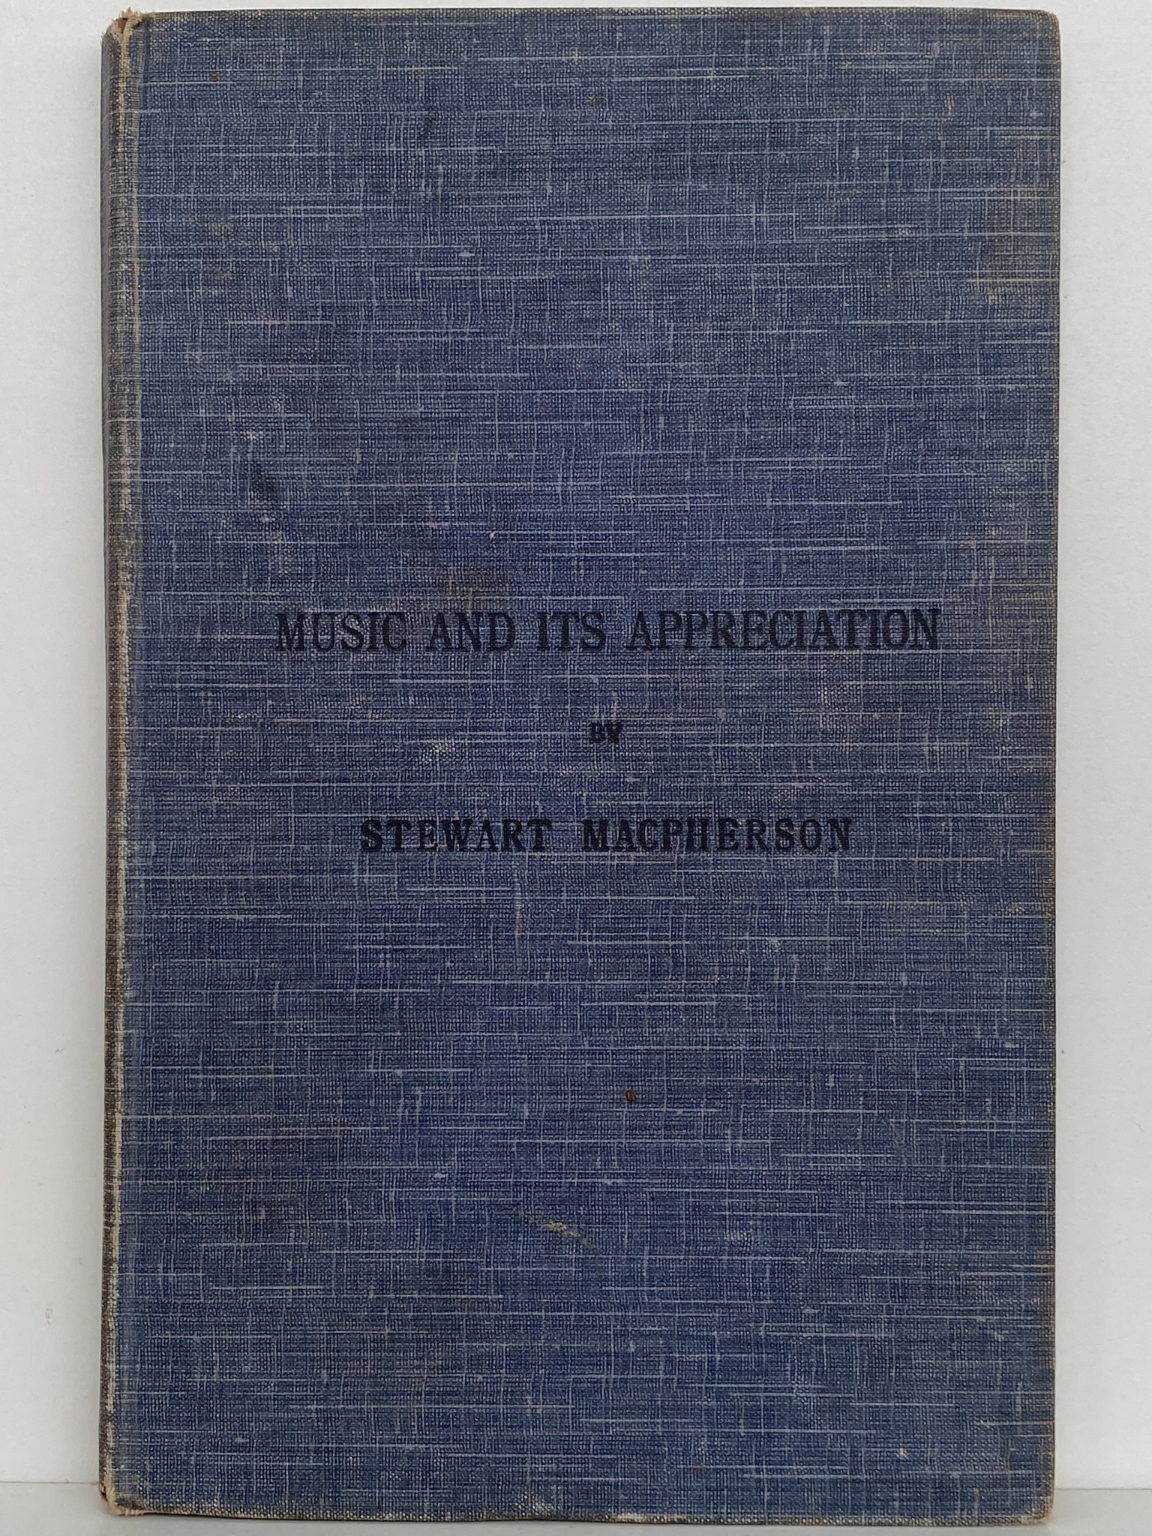 MUSIC AND ITS APPRECIATION
BY
STEWART MACPHERSON